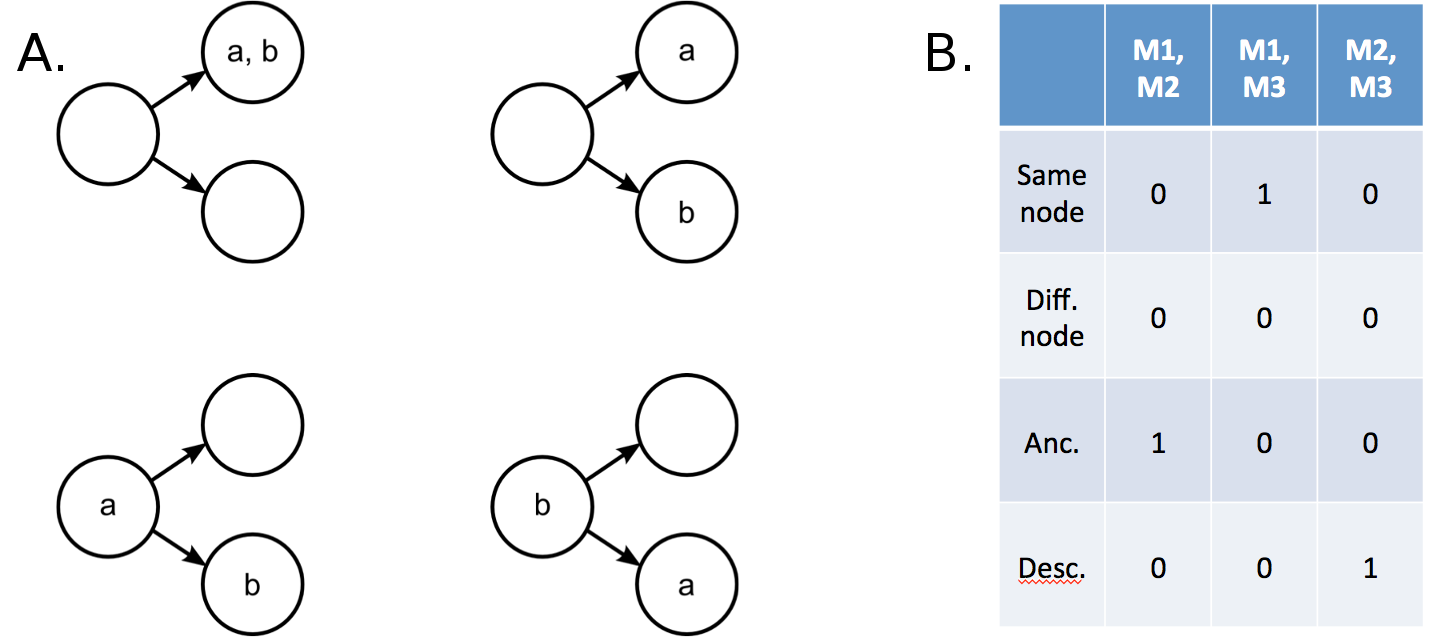 A.
a, b
a
b
a
b
b
a
B.
M1, M2 M1, M3 M2, M3
Same node 0 1 0
Diff. node 0 0 0
Anc. 1 0 0
Desc. 0 0 1